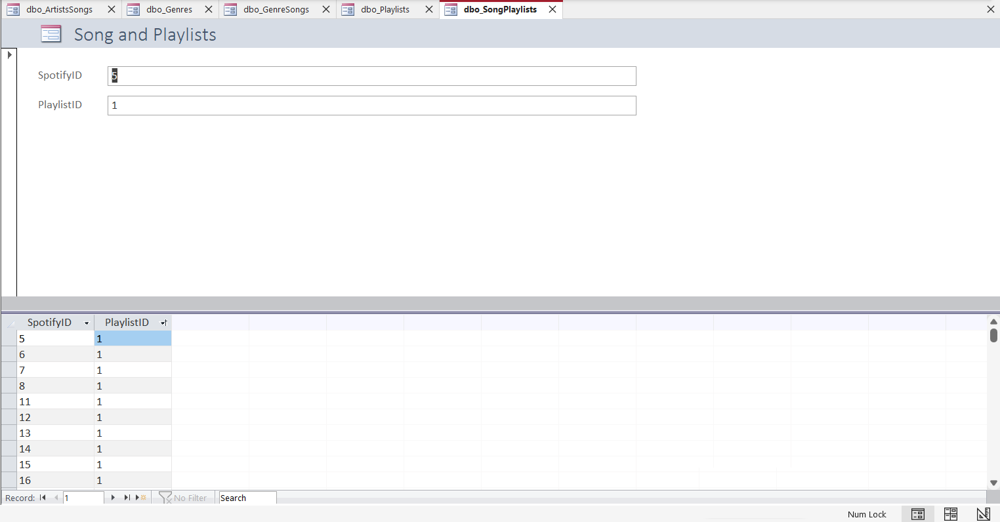 dbo_ArtistsSongs dbo_Genres dbo_GenreSongs dbo_Playlists dbo_SongPlaylists
Song and Playlists
SpotifyID 5
PlaylistID 1
SpotifyID PlaylistID
5 1
6 1
7 1
8 1
11 1
12 1
13 1
14 1
15 1
16 1
Record: 1 No Filter Search
Num Lock